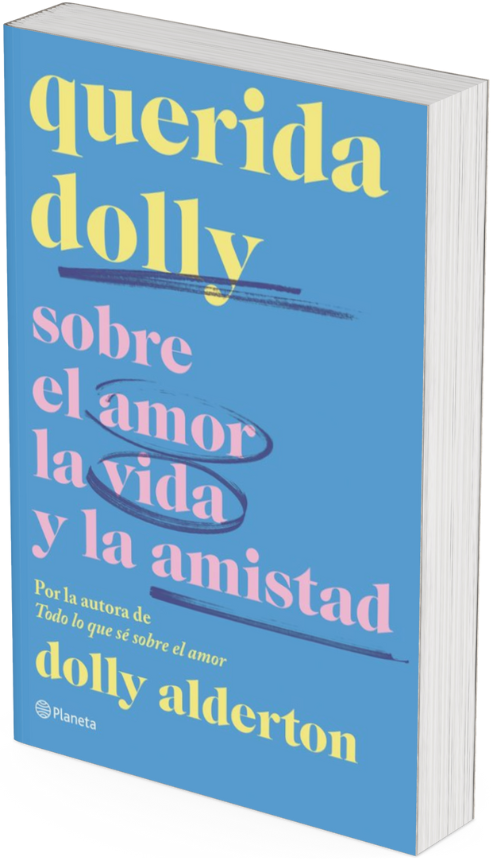 querida
dolly
sobre
el amor
la vida
y la amistad
Por la autora de
Todo lo que sé sobre el amor
dolly alderton
Planeta